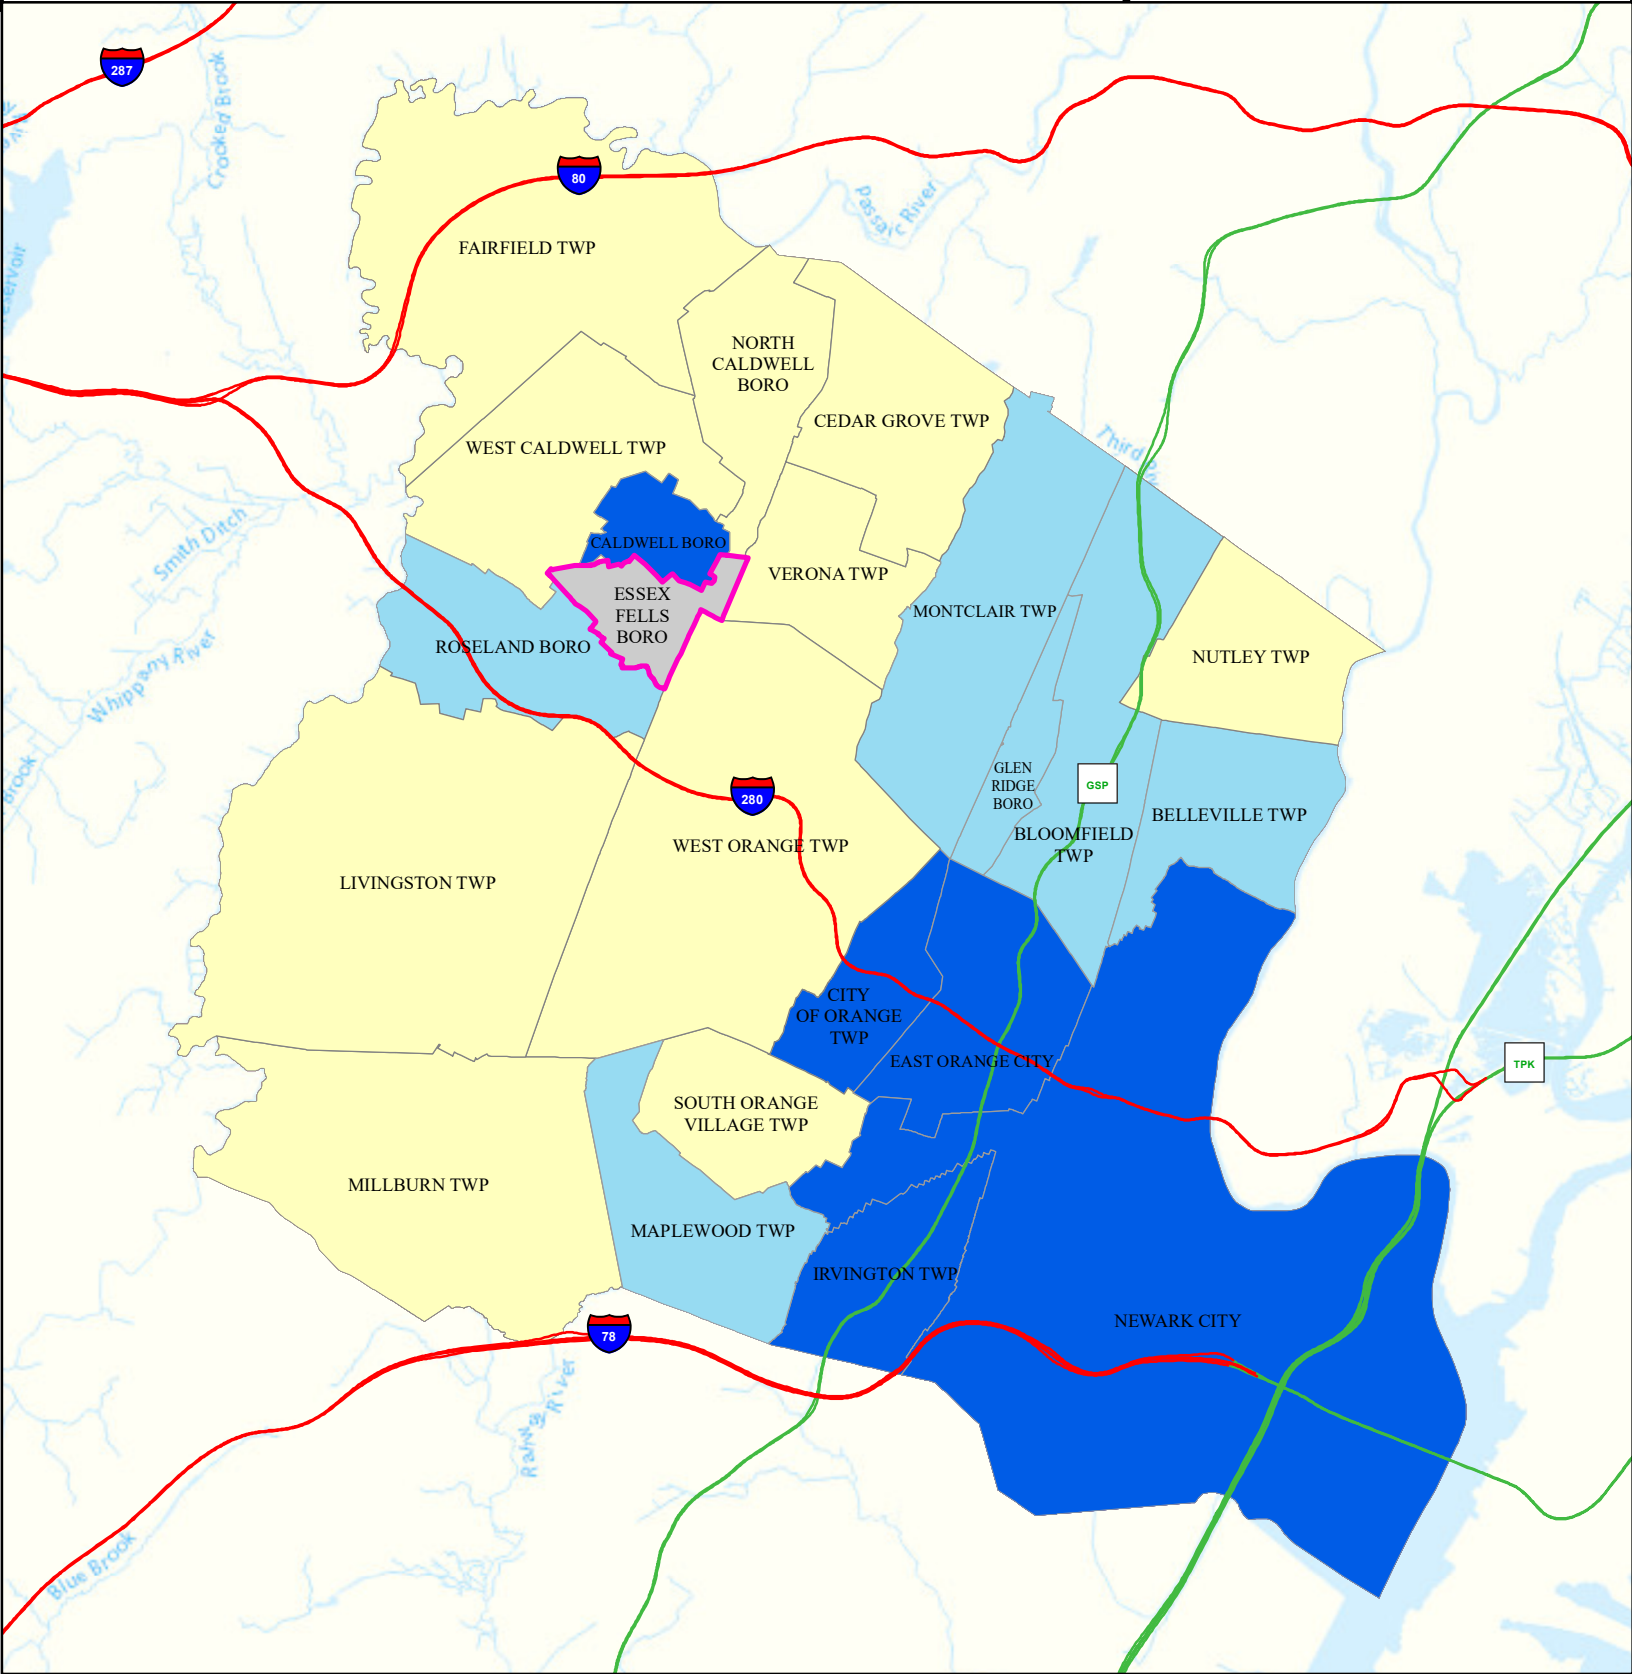 287
Crooked Brook
80
Passaic River
FAIRFIELD TWP
NORTH
CALDWELL
BORO
CEDAR GROVE TWP
WEST CALDWELL TWP
Third
Smith Ditch
CALDWELL BORO
VERONA TWP
ESSEX
FELLS
BORO
MONTCLAIR TWP
ROSELAND BORO
NUTLEY TWP
Whippany River
Brook
GLEN
RIDGE
BORO
GSP
280
BELLEVILLE TWP
BLOOMFIELD
TWP
WEST ORANGE TWP
LIVINGSTON TWP
CITY
OF ORANGE
TWP
EAST ORANGE CITY
TPK
SOUTH ORANGE
VILLAGE TWP
MILLBURN TWP
MAPLEWOOD TWP
IRVINGTON TWP
NEWARK CITY
78
River
Blue Brook